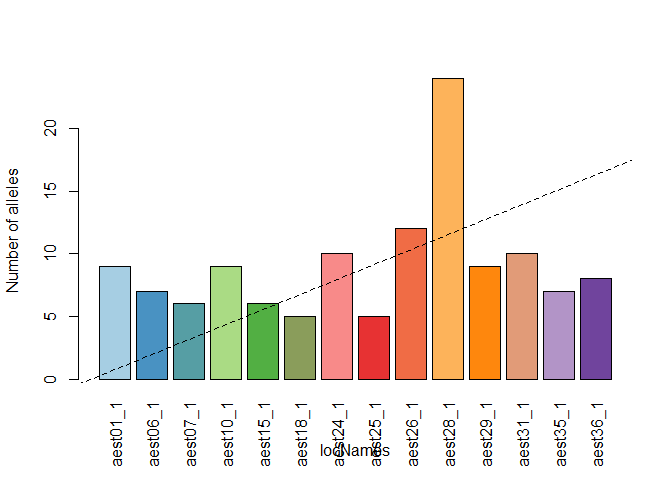 Number of alleles
20
15
10
5
0
aest01_1
aest06_1
aest07_1
aest10_1
aest15_1
aest18_1
aest24_1
aest25_1
aest26_1
aest28_1
aest29_1
aest31_1
aest35_1
aest36_1
locNames